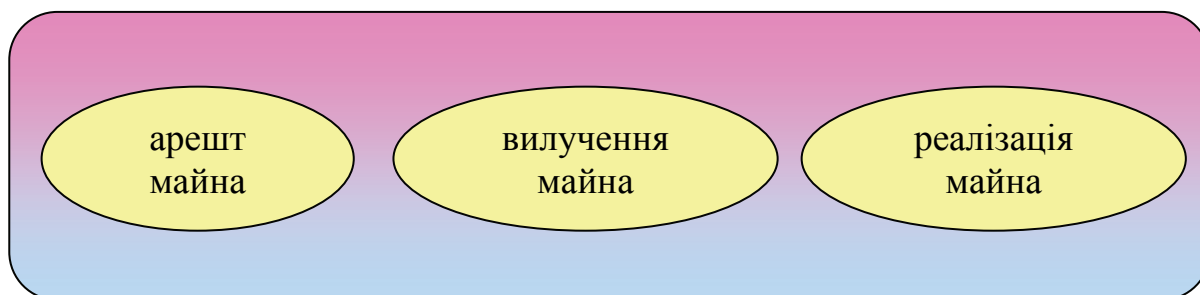 арешт
майна
вилучення
майна
реалізація
майна